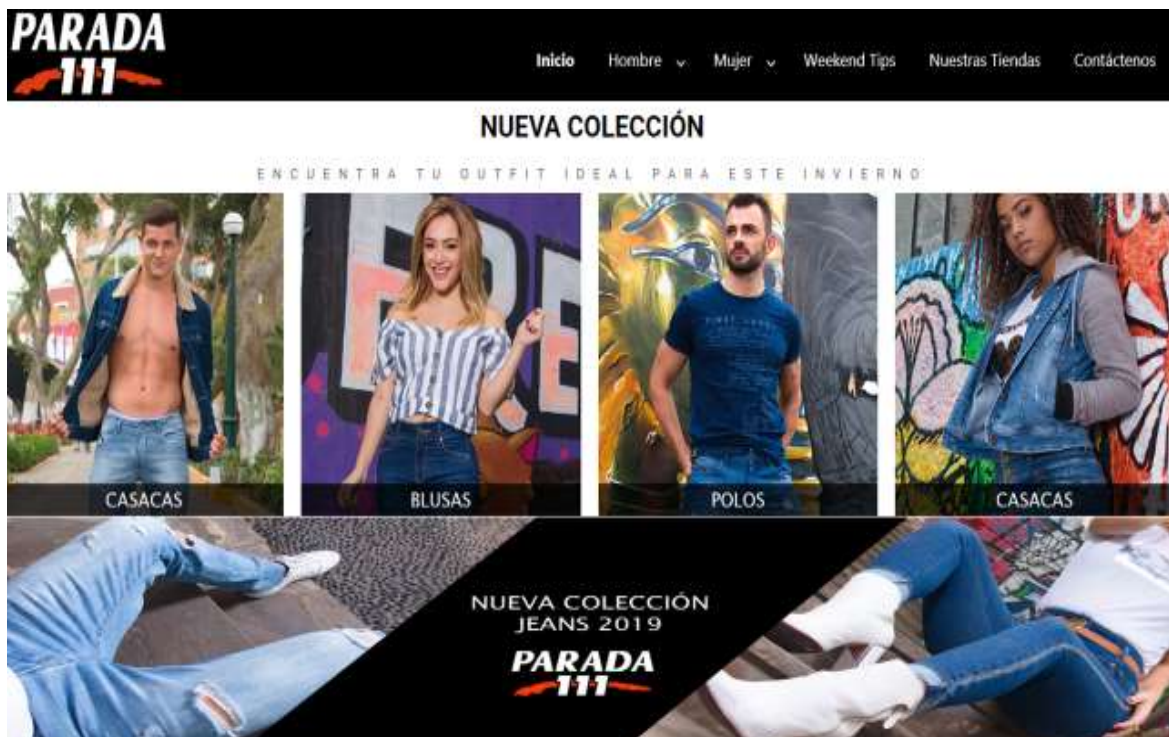 PARADA
111
Inicio Hombre Mujer Weekend Tips Nuestras Tiendas Contáctenos
NUEVA COLECCIÓN
ENCUENTRA TU OUTFIT IDEAL PARA ESTE INVIERNO
CASACAS
BLUSAS
POLOS
CASACAS
NUEVA COLECCIÓN
JEANS 2019
PARADA
111